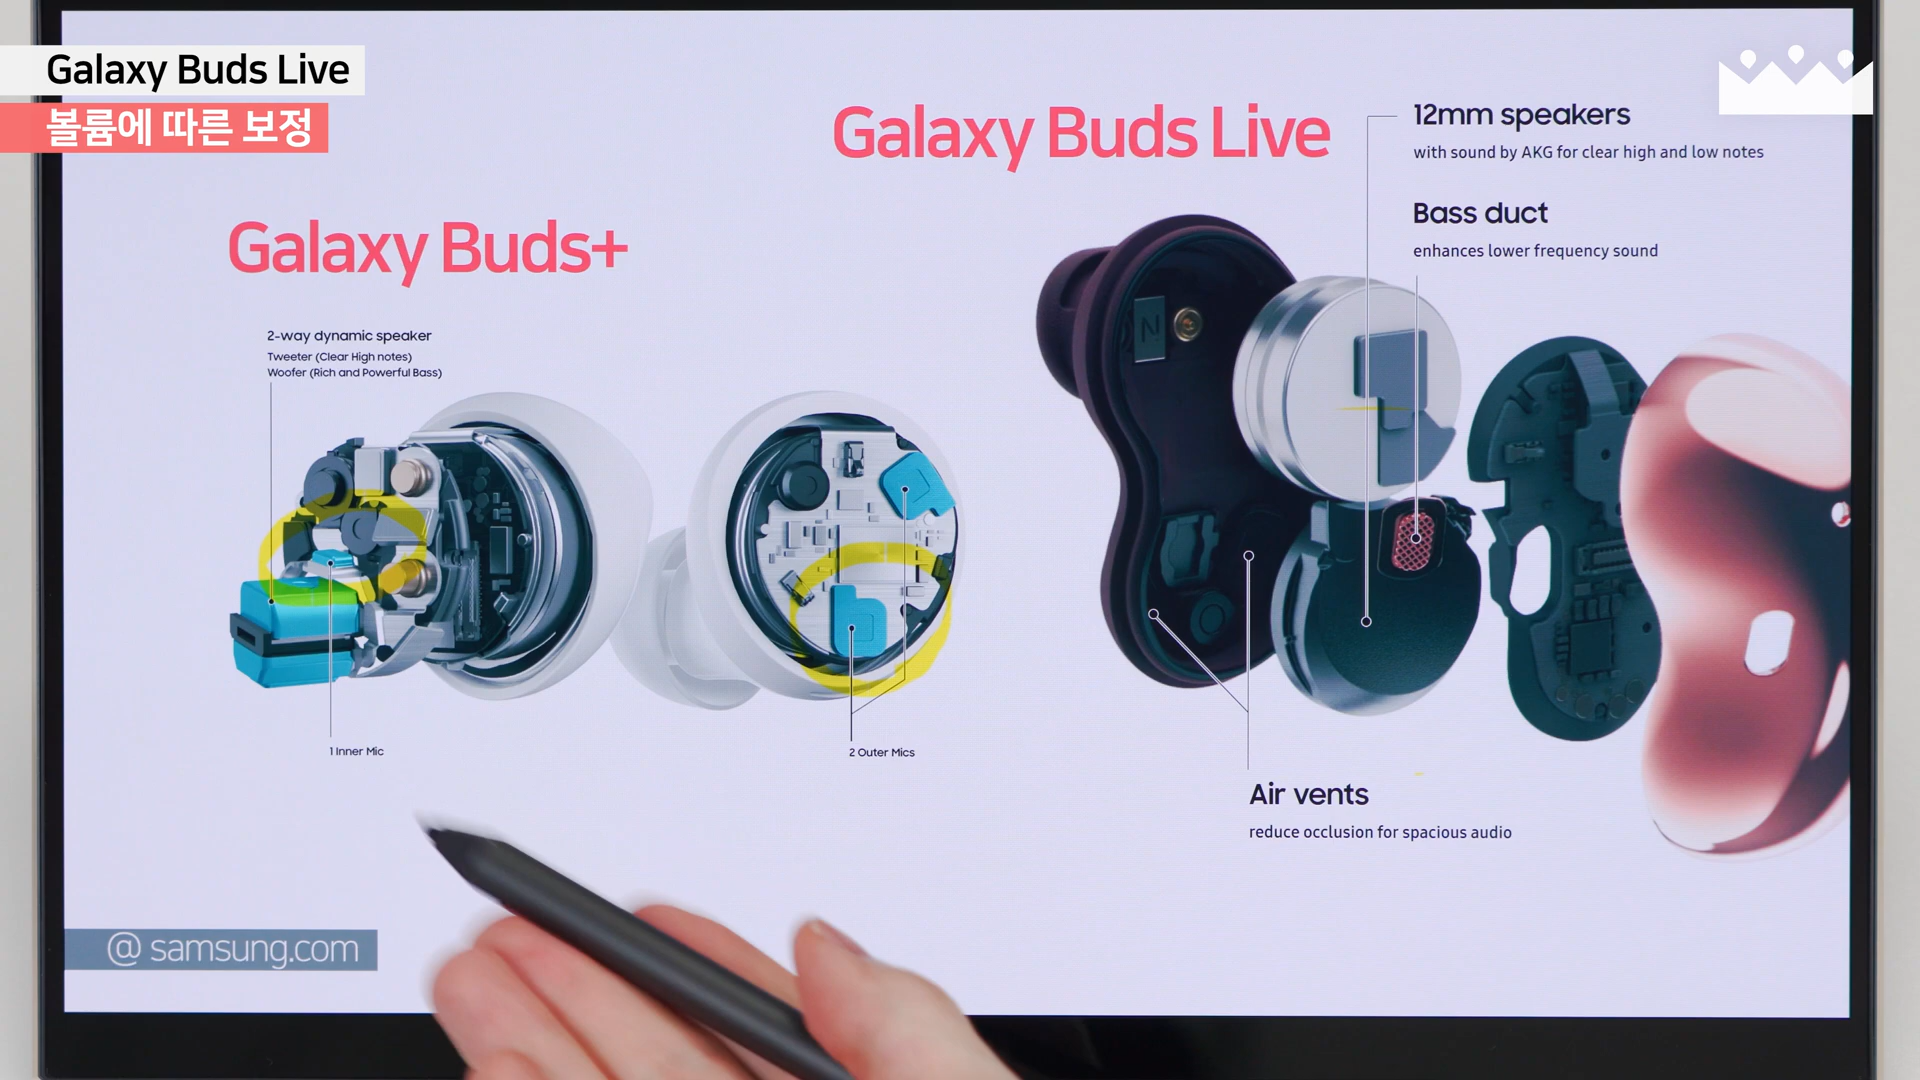 Galaxy Buds Live
볼륨에 따른 보정
Galaxy Buds Live
12mm speakers
with sound by AKG for clear high and low notes
Bass duct
enhances lower frequency sound
Galaxy Buds+
2-way dynamic speaker
Tweeter (Clear High notes)
Woofer (Rich and Powerful Bass)
N
1 Inner Mic
2 Outer Mics
Air vents
reduce occlusion for spacious audio
@ samsung.com